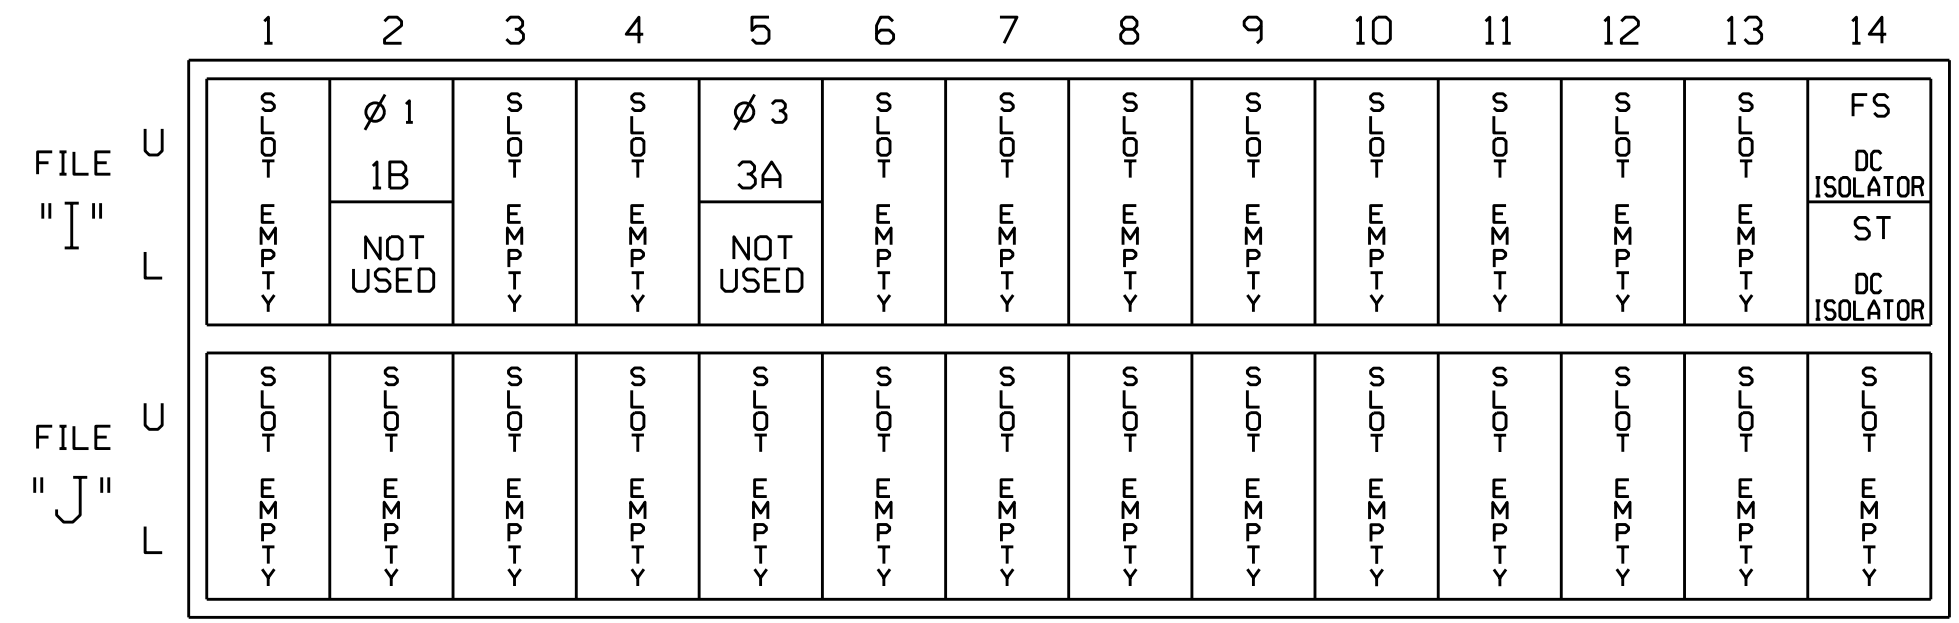 1 2 3 4 5 6 7 8 9 10 11 12 13 14
FILE "I"
U
L
SLOT EMPTY
Ø 1
1B
NOT USED
SLOT EMPTY
SLOT EMPTY
Ø 3
3A
NOT USED
SLOT EMPTY
SLOT EMPTY
SLOT EMPTY
SLOT EMPTY
SLOT EMPTY
SLOT EMPTY
SLOT EMPTY
SLOT EMPTY
FS
DC
ISOLATOR
ST
DC
ISOLATOR
FILE "J"
U
L
SLOT EMPTY
SLOT EMPTY
SLOT EMPTY
SLOT EMPTY
SLOT EMPTY
SLOT EMPTY
SLOT EMPTY
SLOT EMPTY
SLOT EMPTY
SLOT EMPTY
SLOT EMPTY
SLOT EMPTY
SLOT EMPTY
SLOT EMPTY